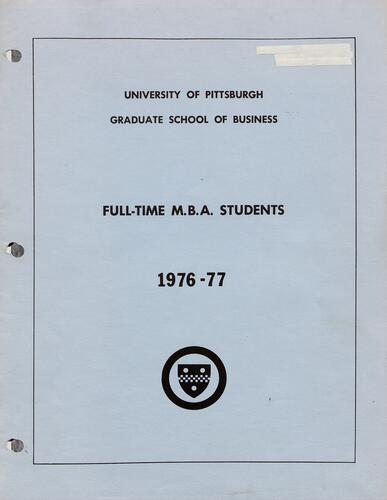 UNIVERSITY OF PITTSBURGH
GRADUATE SCHOOL OF BUSINESS
FULL-TIME M.B.A. STUDENTS
1976-77